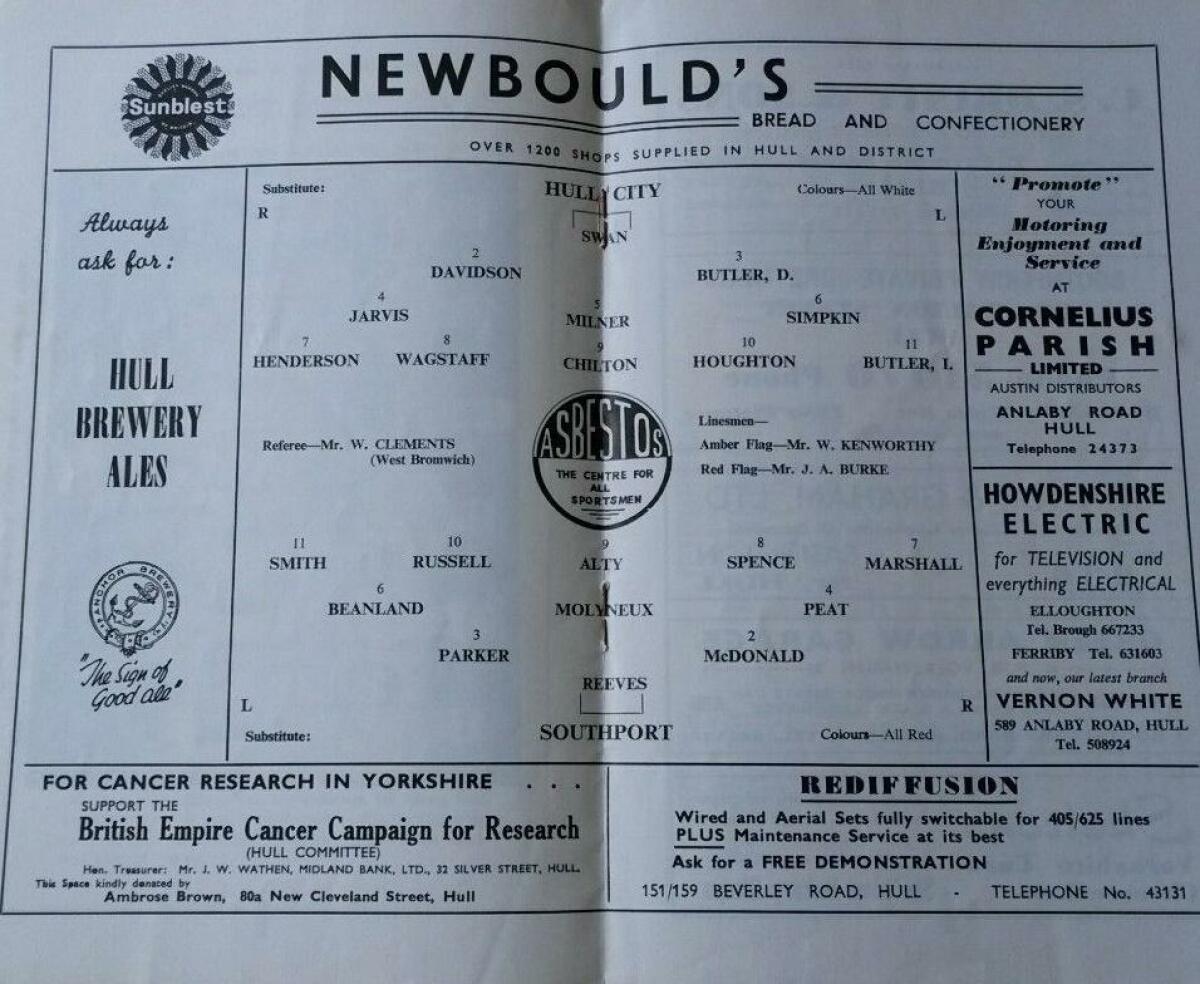 Sunblest
NEWBOULD'S
BREAD AND CONFECTIONERY
OVER 1200 SHOPS SUPPLIED IN HULL AND DISTRICT
Always
ask for:
HULL
BREWERY
ALES
ANCHOR BREWERY
"The Sign of
Good ale"
Substitute:
HULL CITY
Colours—All White
R
L
SWAN
2
3
DAVIDSON
BUTLER, D.
4
5
6
JARVIS
MILNER
SIMPKIN
7
8
9
10
11
HENDERSON
WAGSTAFF
CHILTON
HOUGHTON
BUTLER, I.
Referee—Mr. W. CLEMENTS
(West Bromwich)
ASBESTOS
THE CENTRE FOR
ALL
SPORTSMEN
Linesmen—
Amber Flag—Mr. W. KENWORTHY
Red Flag—Mr. J. A. BURKE
11
10
9
8
7
SMITH
RUSSELL
ALTY
SPENCE
MARSHALL
6
4
BEANLAND
MOLYNEUX
PEAT
3
2
PARKER
McDONALD
REEVES
L
R
Substitute:
SOUTHPORT
Colours—All Red
"Promote"
YOUR
Motoring
Enjoyment and
Service
AT
CORNELIUS
PARISH
LIMITED
AUSTIN DISTRIBUTORS
ANLABY ROAD
HULL
Telephone 24373
HOWDENSHIRE
ELECTRIC
for TELEVISION and
everything ELECTRICAL
ELLOUGHTON
Tel. Brough 667233
FERRIBY Tel. 631603
and now, our latest branch
VERNON WHITE
589 ANLABY ROAD, HULL
Tel. 508924
FOR CANCER RESEARCH IN YORKSHIRE . . .
SUPPORT THE
British Empire Cancer Campaign for Research
(HULL COMMITTEE)
Hon. Treasurer: Mr. J. W. WATHEN, MIDLAND BANK, LTD., 32 SILVER STREET, HULL.
This Space kindly donated by
Ambrose Brown, 80a New Cleveland Street, Hull
REDIFFUSION
Wired and Aerial Sets fully switchable for 405/625 lines
PLUS Maintenance Service at its best
Ask for a FREE DEMONSTRATION
151/159 BEVERLEY ROAD, HULL - TELEPHONE No. 43131